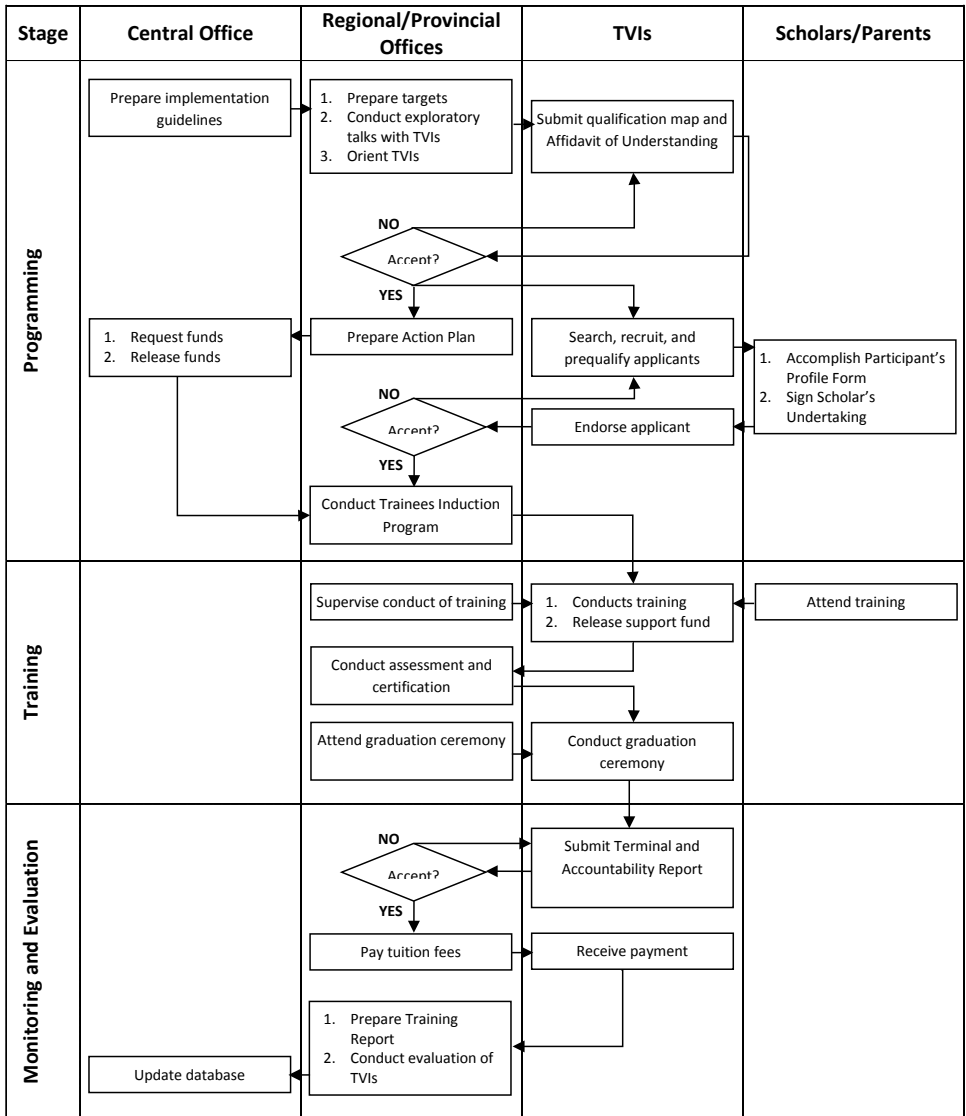 Stage
Central Office
Regional/Provincial
Offices
TVIs
Scholars/Parents
Programming
Prepare implementation
guidelines
1. Prepare targets
2. Conduct exploratory
talks with TVIs
3. Orient TVIs
Submit qualification map and
Affidavit of Understanding
NO
Accept?
YES
1. Request funds
2. Release funds
Prepare Action Plan
Search, recruit, and
prequalify applicants
1. Accomplish Participant's
Profile Form
2. Sign Scholar's
Undertaking
NO
Accept?
Endorse applicant
YES
Conduct Trainees Induction
Program
Training
Supervise conduct of training
1. Conducts training
2. Release support fund
Attend training
Conduct assessment and
certification
Attend graduation ceremony
Conduct graduation
ceremony
Monitoring and Evaluation
NO
Accept?
Submit Terminal and
Accountability Report
YES
Pay tuition fees
Receive payment
1. Prepare Training
Report
2. Conduct evaluation of
TVIs
Update database